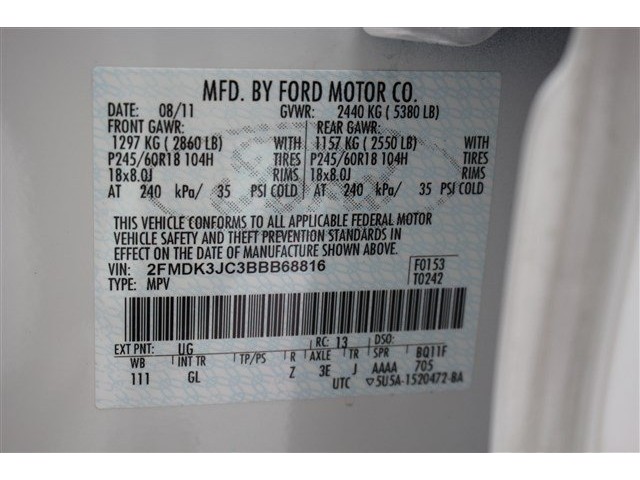 MFD. BY FORD MOTOR CO.
DATE: 08/11 GVWR: 2440 KG ( 5380 LB)
FRONT GAWR: REAR GAWR:
1297 KG ( 2860 LB) WITH 1157 KG ( 2550 LB) WITH
P245/60R18 104H TIRES P245/60R18 104H TIRES
18x8.0J RIMS 18x8.0J RIMS
AT 240 kPa/ 35 PSI COLD AT 240 kPa/ 35 PSI COLD
THIS VEHICLE CONFORMS TO ALL APPLICABLE FEDERAL MOTOR
VEHICLE SAFETY AND THEFT PREVENTION STANDARDS IN
EFFECT ON THE DATE OF MANUFACTURE SHOWN ABOVE.
VIN: 2FMDK3JC3BBB68816 F0153
TYPE: MPV T0242
EXT PNT: UG RC: 13 DSO:
WB INT TR TP/PS R AXLE TR SPR BQ11F
111 GL Z 3E J AAAA 705
UTC ▽5U5A-1520472-BA